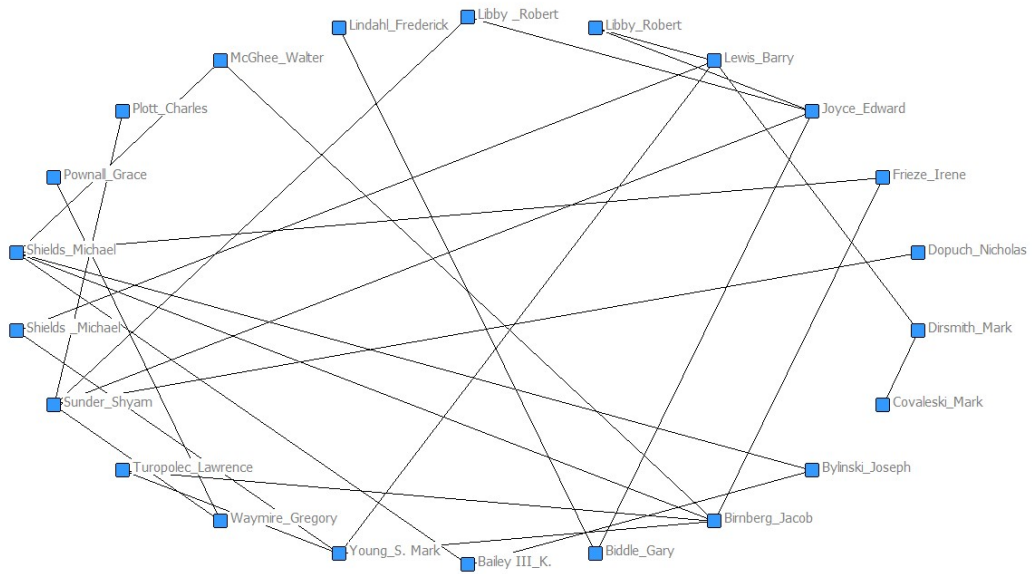 Libby _Robert
Lindahl_Frederick
Libby_Robert
McGhee_Walter
Lewis_Barry
Plott_Charles
Joyce_Edward
Pownall_Grace
Frieze_Irene
Shields_Michael
Dopuch_Nicholas
Shields _Michael
Dirsmith_Mark
Sunder_Shyam
Covaleski_Mark
Turopolec_Lawrence
Bylinski_Joseph
Waymire_Gregory
Birnberg_Jacob
Young_S. Mark
Biddle_Gary
Bailey III_K.